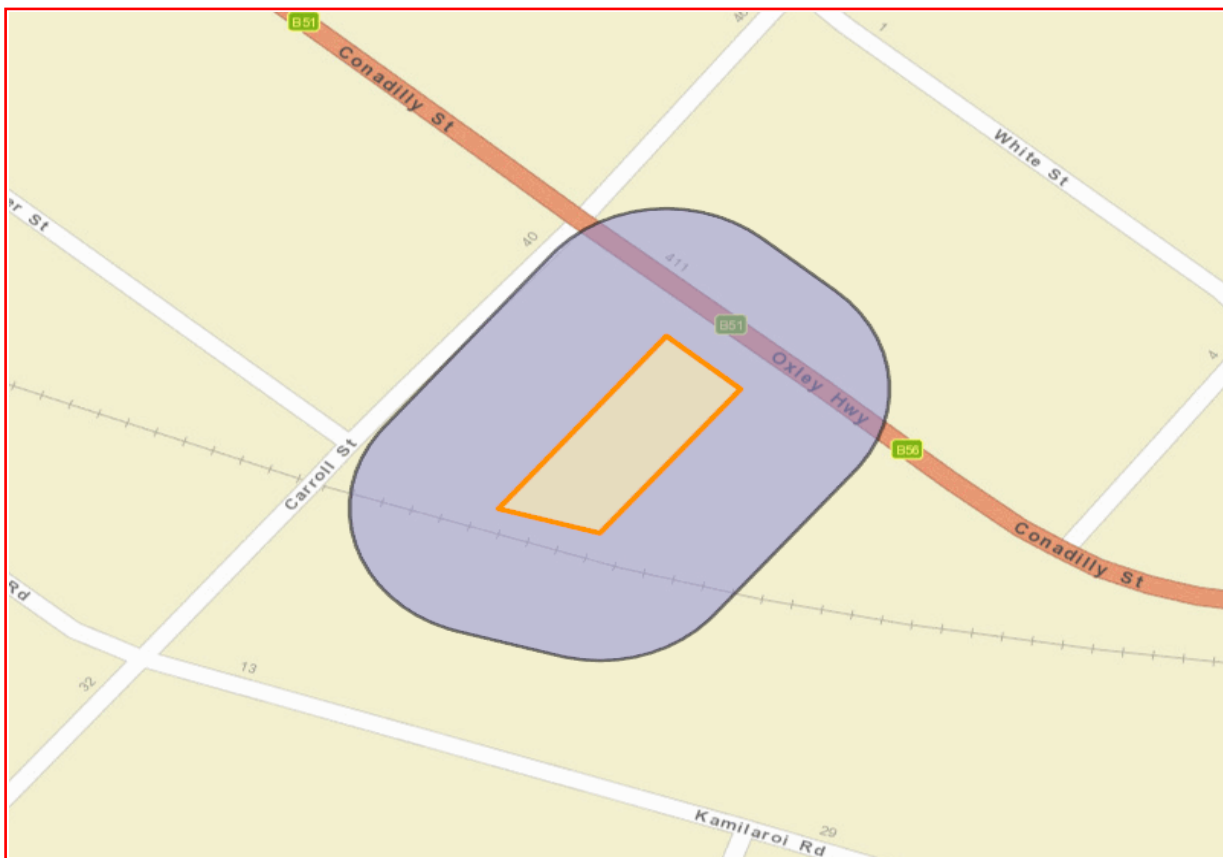 B51
40
1
Conadilly St
White St
er St
40
411
B51
4
Oxley Hwy
B56
Carroll St
Conadilly St
Rd
13
32
Kamilaroi Rd
29